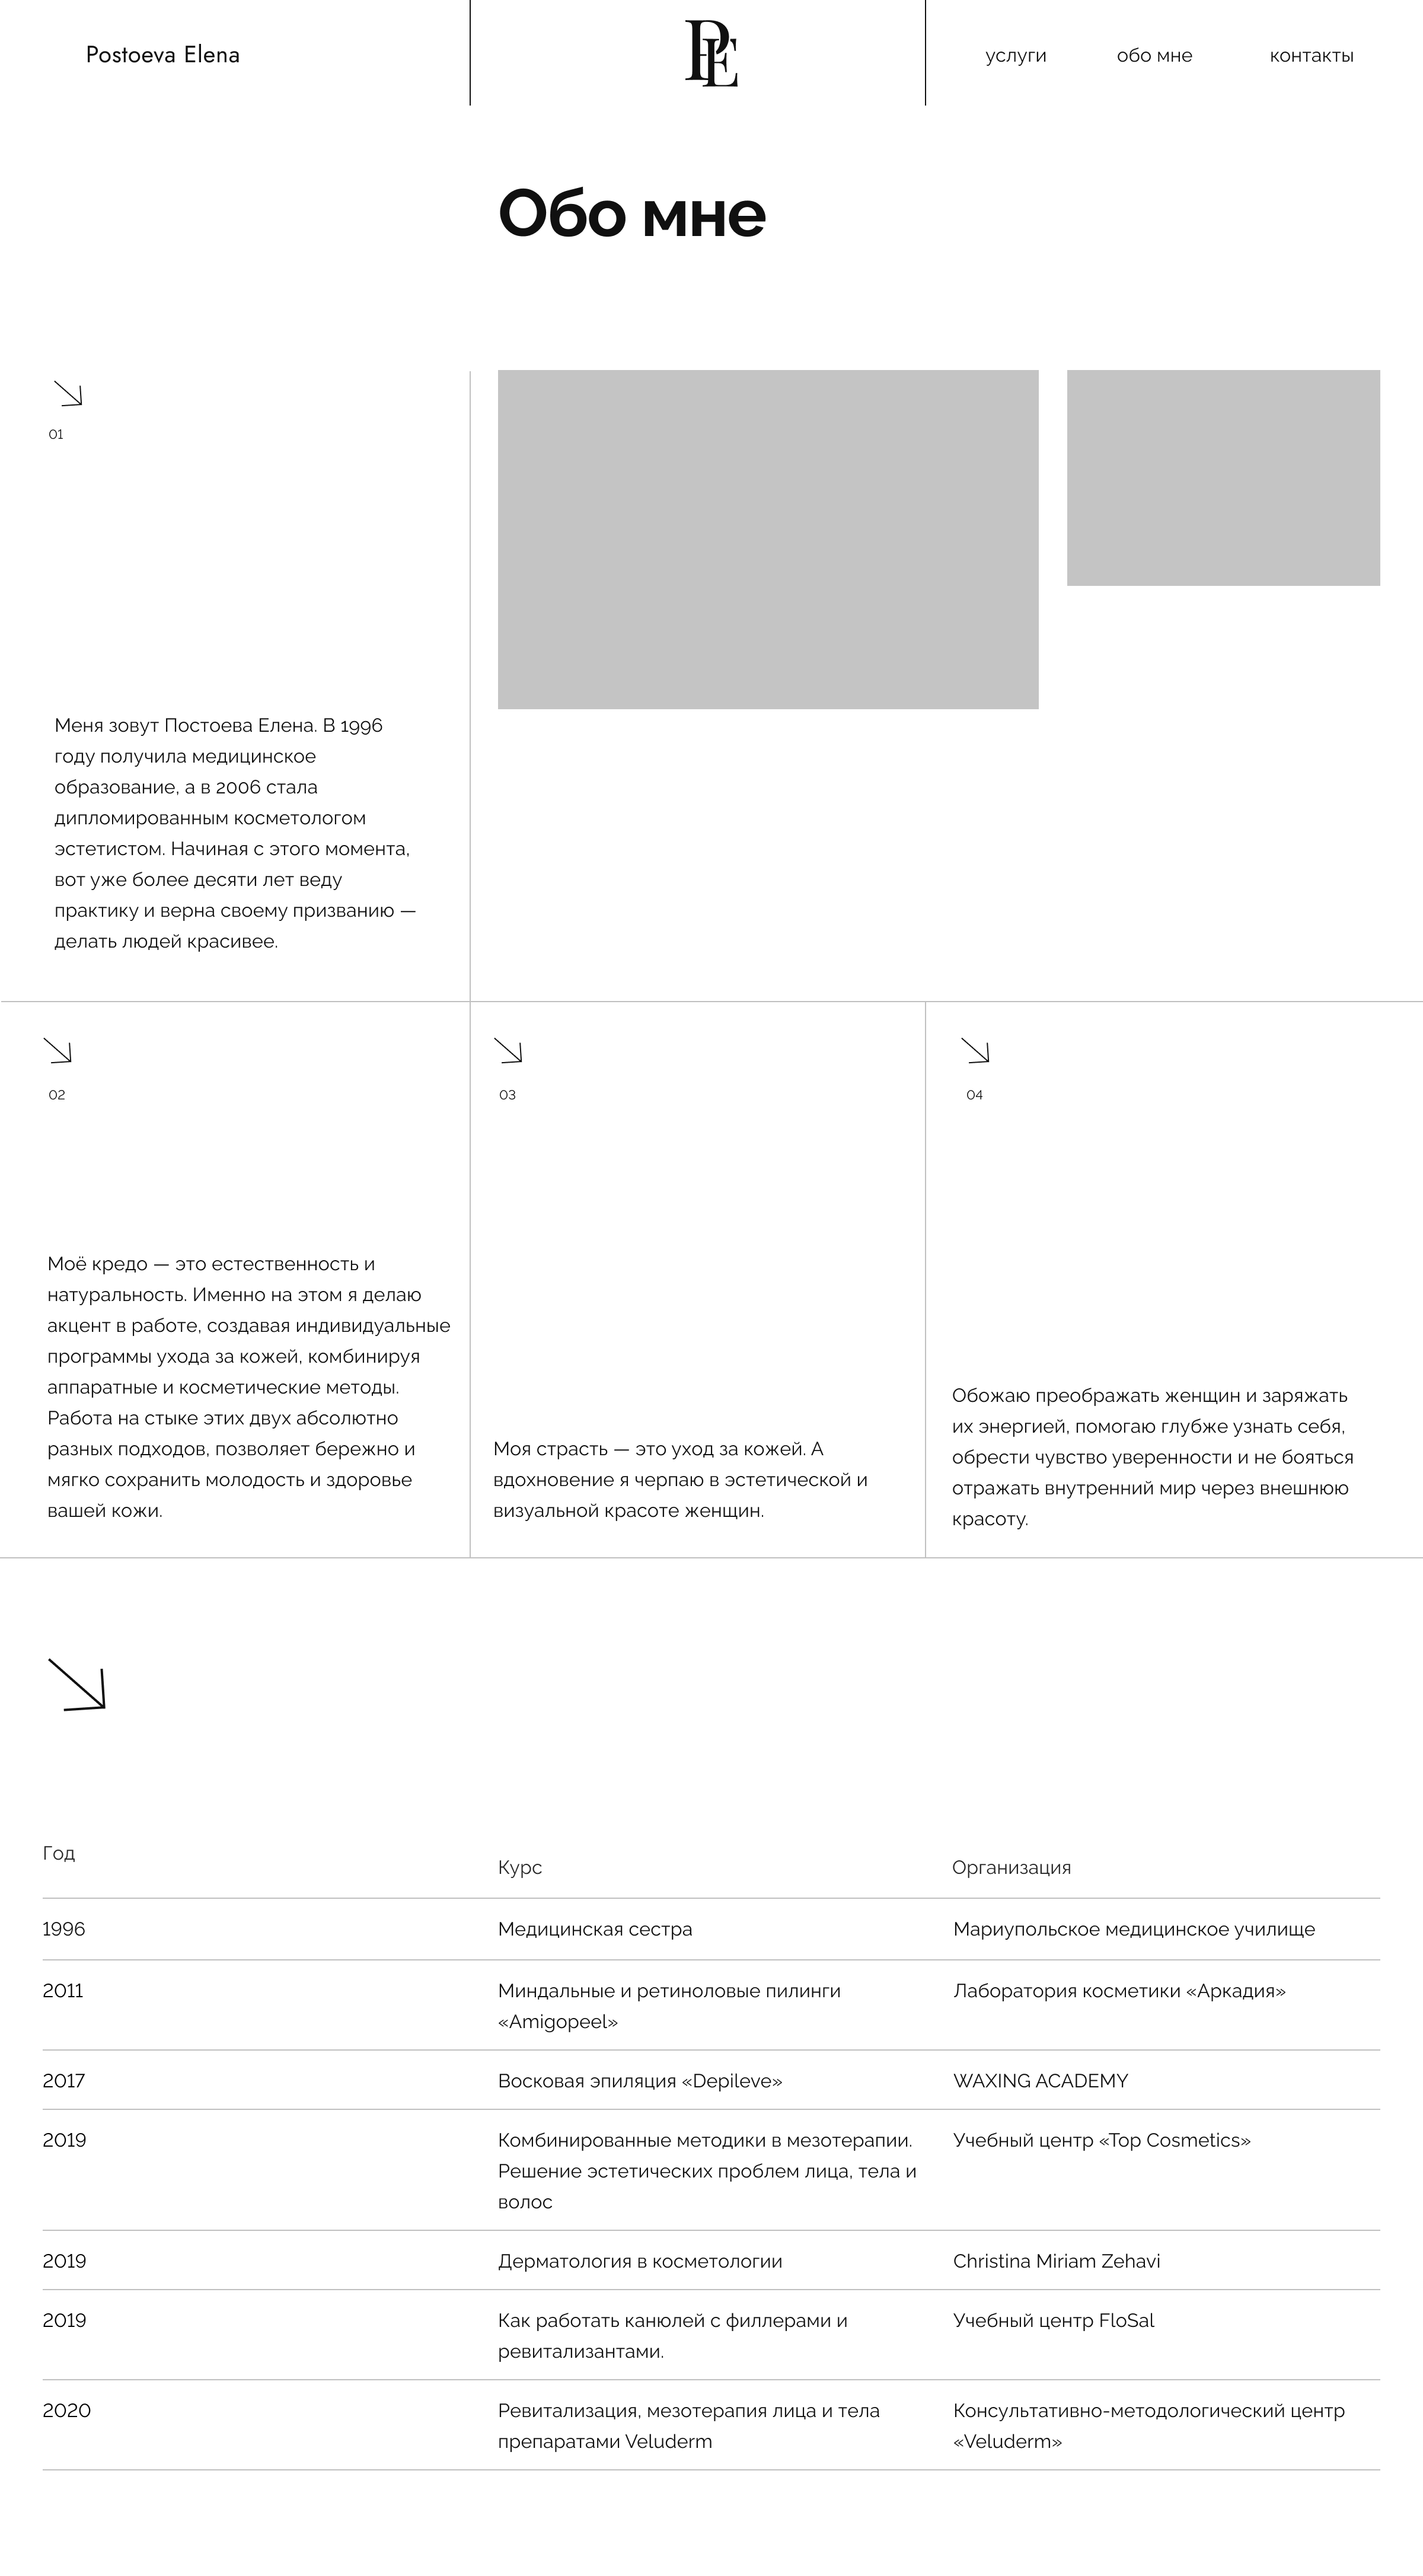 Postoeva Elena
PE
услуги
обо мне
контакты
Обо мне
01
Меня зовут Постоева Елена. В 1996
году получила медицинское
образование, а в 2006 стала
дипломированным косметологом
эстетистом. Начиная с этого момента,
вот уже более десяти лет веду
практику и верна своему призванию —
делать людей красивее.
02
Моё кредо — это естественность и
натуральность. Именно на этом я делаю
акцент в работе, создавая индивидуальные
программы ухода за кожей, комбинируя
аппаратные и косметические методы.
Работа на стыке этих двух абсолютно
разных подходов, позволяет бережно и
мягко сохранить молодость и здоровье
вашей кожи.
03
Моя страсть — это уход за кожей. А
вдохновение я черпаю в эстетической и
визуальной красоте женщин.
04
Обожаю преображать женщин и заряжать
их энергией, помогаю глубже узнать себя,
обрести чувство уверенности и не бояться
отражать внутренний мир через внешнюю
красоту.
Год
Курс
Организация
1996
Медицинская сестра
Мариупольское медицинское училище
2011
Миндальные и ретиноловые пилинги
«Amigopeel»
Лаборатория косметики «Аркадия»
2017
Восковая эпиляция «Depileve»
WAXING ACADEMY
2019
Комбинированные методики в мезотерапии.
Решение эстетических проблем лица, тела и
волос
Учебный центр «Top Cosmetics»
2019
Дерматология в косметологии
Christina Miriam Zehavi
2019
Как работать канюлей с филлерами и
ревитализантами.
Учебный центр FloSal
2020
Ревитализация, мезотерапия лица и тела
препаратами Veluderm
Консультативно-методологический центр
«Veluderm»